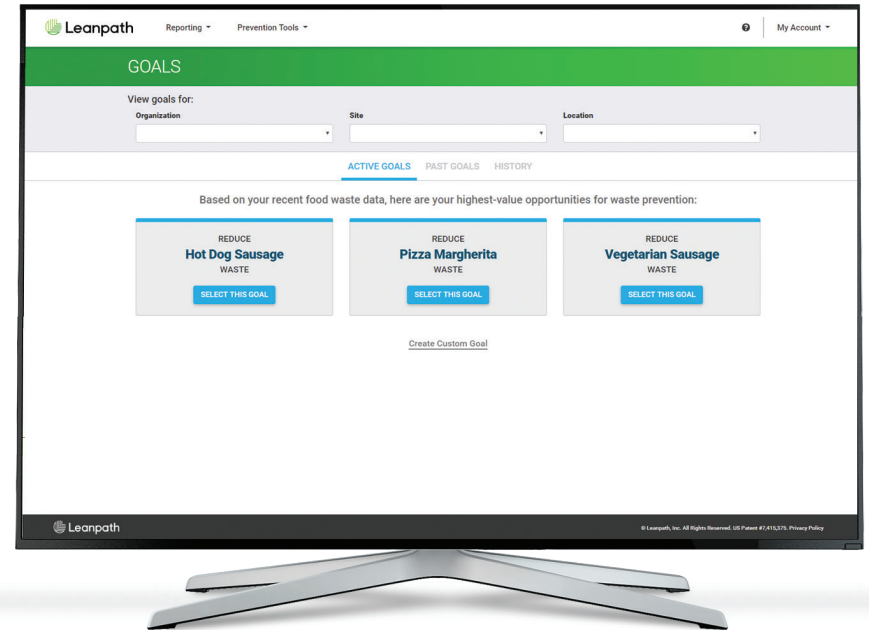 Leanpath
Reporting
Prevention Tools
My Account
GOALS
View goals for:
Organization
Site
Location
ACTIVE GOALS
PAST GOALS
HISTORY
Based on your recent food waste data, here are your highest-value opportunities for waste prevention:
REDUCE
Hot Dog Sausage
WASTE
SELECT THIS GOAL
REDUCE
Pizza Margherita
WASTE
SELECT THIS GOAL
REDUCE
Vegetarian Sausage
WASTE
SELECT THIS GOAL
Create Custom Goal
Leanpath
© Leanpath, Inc. All Rights Reserved. US Patent #7,415,375. Privacy Policy